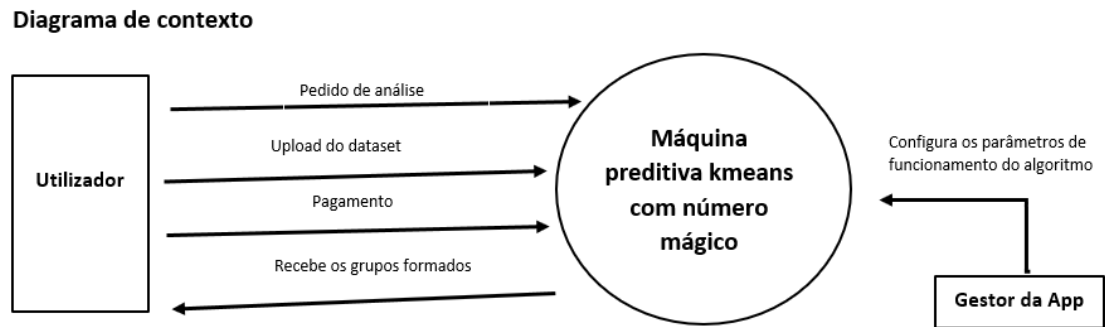 Diagrama de contexto
Pedido de análise
Upload do dataset
Utilizador
Pagamento
Recebe os grupos formados
Máquina
preditiva kmeans
com número
mágico
Configura os parâmetros de
funcionamento do algoritmo
Gestor da App